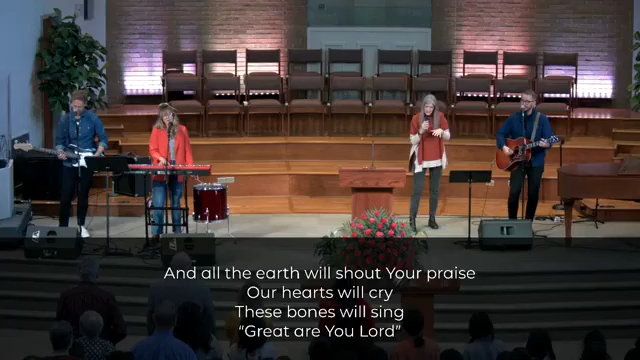 And all the earth will shout Your praise
Our hearts will cry
These bones will sing
“Great are You Lord”